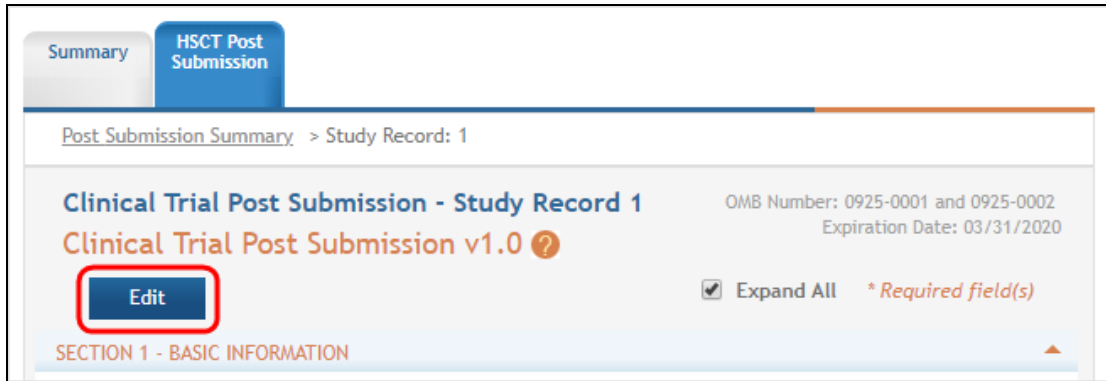 Summary
HSCT Post
Submission
Post Submission Summary > Study Record: 1
Clinical Trial Post Submission - Study Record 1
OMB Number: 0925-0001 and 0925-0002
Expiration Date: 03/31/2020
Clinical Trial Post Submission v1.0 ?
Edit
Expand All * Required field(s)
SECTION 1 - BASIC INFORMATION